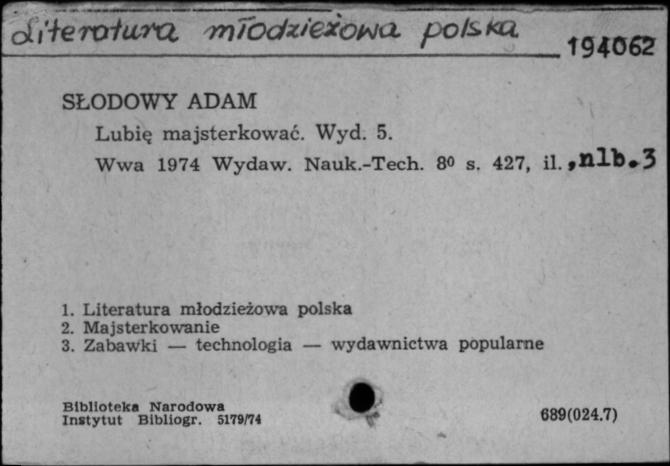 Literatura młodzieżowa polska
194062
SŁODOWY ADAM
Lubię majsterkować. Wyd. 5.
Wwa 1974 Wydaw. Nauk.-Tech. 8⁰ s. 427, il. ,nlb.3
1. Literatura młodzieżowa polska
2. Majsterkowanie
3. Zabawki — technologia — wydawnictwa popularne
Biblioteka Narodowa
Instytut Bibliogr. 5179/74
689(024.7)